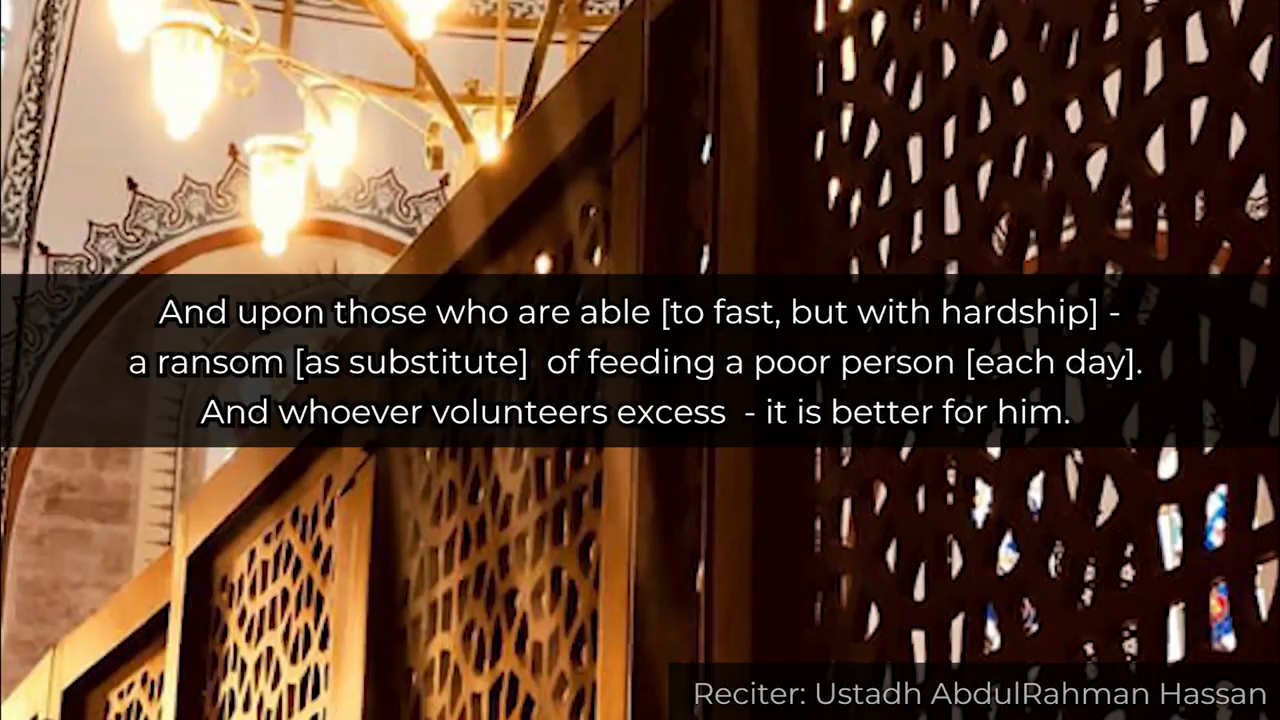 And upon those who are able [to fast, but with hardship] -
a ransom [as substitute]  of feeding a poor person [each day].
And whoever volunteers excess  - it is better for him.
Reciter: Ustadh AbdulRahman Hassan